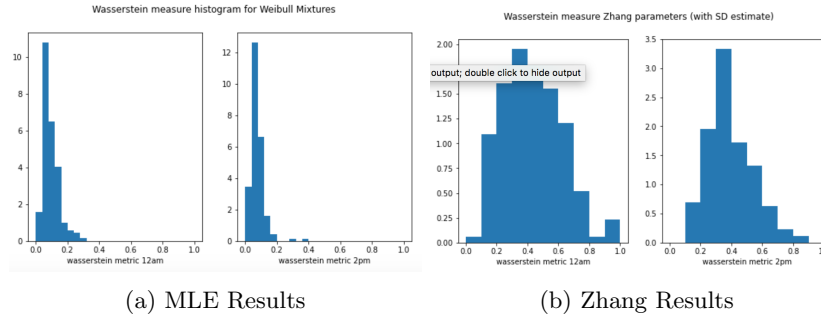 Wasserstein measure histogram for Weibull Mixtures
10
8
6
4
2
0
0.0 0.2 0.4 0.6 0.8 1.0
wasserstein metric 12am
12
10
8
6
4
2
0
0.0 0.2 0.4 0.6 0.8 1.0
wasserstein metric 2pm
(a) MLE Results
Wasserstein measure Zhang parameters (with SD estimate)
output; double click to hide output
2.00
1.50
1.25
1.00
0.75
0.50
0.25
0.00
0.0 0.2 0.4 0.6 0.8 1.0
wasserstein metric 12am
3.5
3.0
2.5
2.0
1.5
1.0
0.5
0.0
0.0 0.2 0.4 0.6 0.8 1.0
wasserstein metric 2pm
(b) Zhang Results